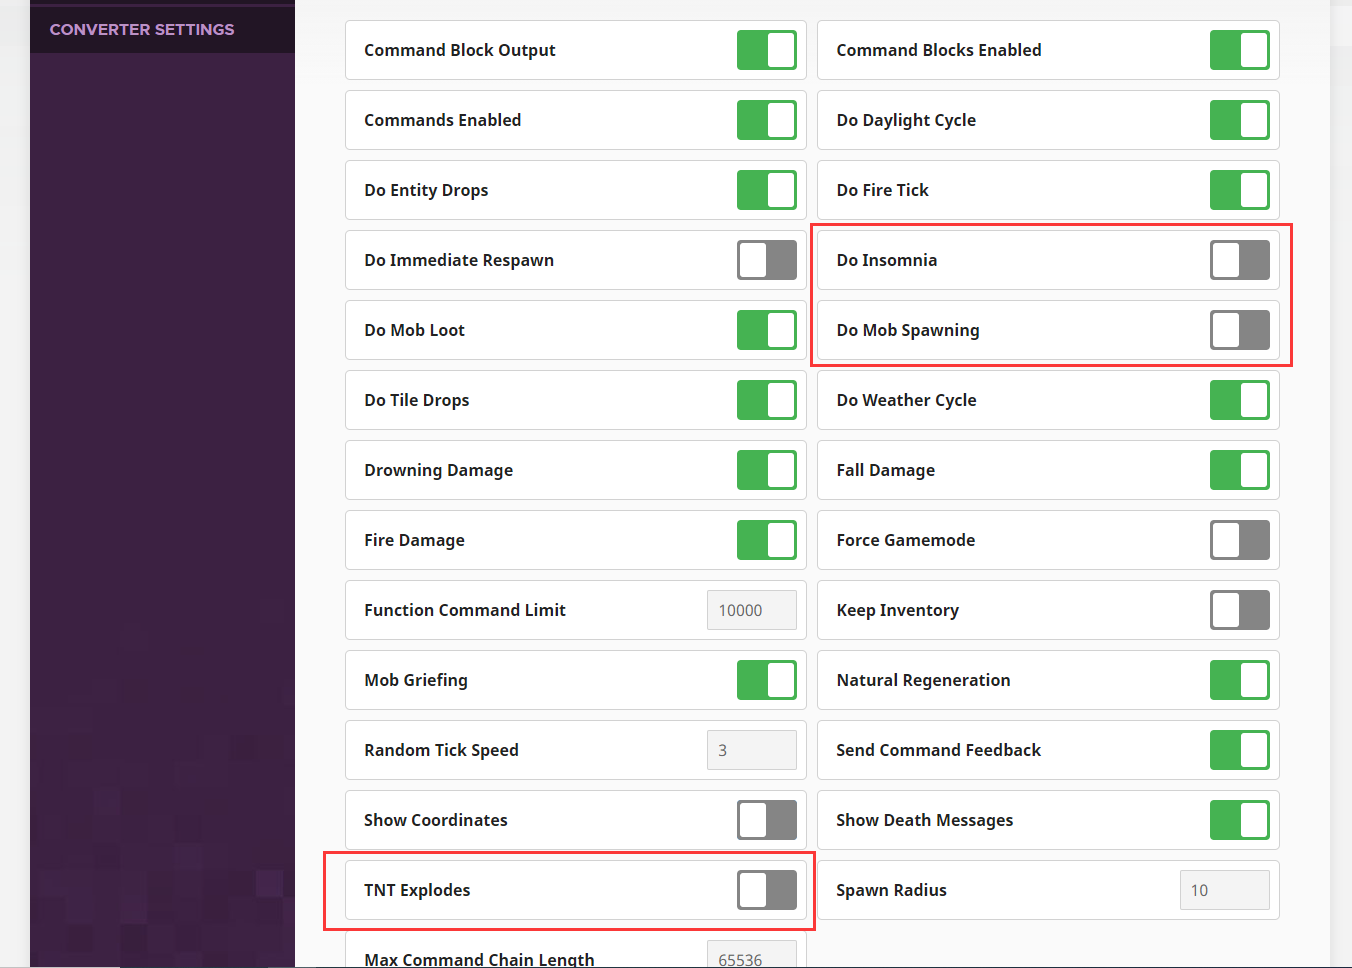 CONVERTER SETTINGS
Command Block Output
Command Blocks Enabled
Commands Enabled
Do Daylight Cycle
Do Entity Drops
Do Fire Tick
Do Immediate Respawn
Do Insomnia
Do Mob Loot
Do Mob Spawning
Do Tile Drops
Do Weather Cycle
Drowning Damage
Fall Damage
Fire Damage
Force Gamemode
Function Command Limit 10000
Keep Inventory
Mob Griefing
Natural Regeneration
Random Tick Speed 3
Send Command Feedback
Show Coordinates
Show Death Messages
TNT Explodes
Spawn Radius 10
Max Command Chain Length 65536